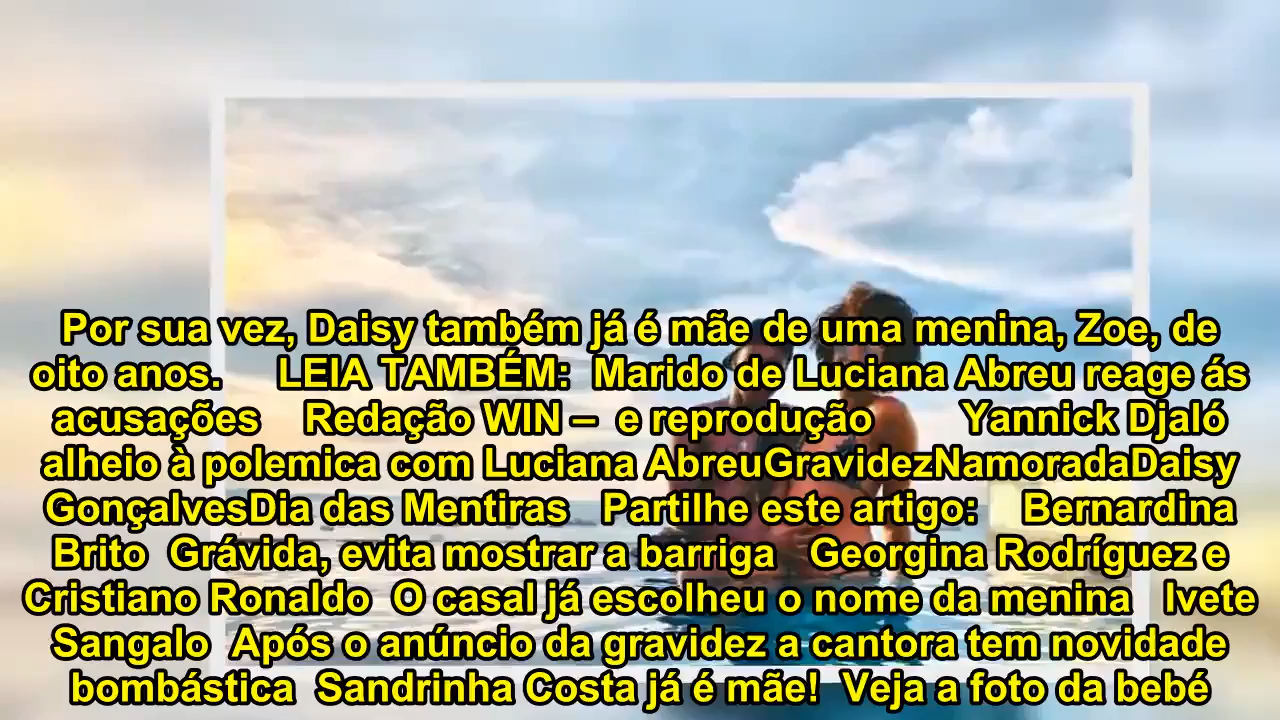 Por sua vez, Daisy também já é mãe de uma menina, Zoe, de
oito anos. LEIA TAMBÉM: Marido de Luciana Abreu reage ás
acusações Redação WIN – e reprodução Yannick Djaló
alheio à polemica com Luciana AbreuGravidezNamoradaDaisy
GonçalvesDia das Mentiras Partilhe este artigo: Bernardina
Brito Grávida, evita mostrar a barriga Georgina Rodríguez e
Cristiano Ronaldo O casal já escolheu o nome da menina Ivete
Sangalo Após o anúncio da gravidez a cantora tem novidade
bombástica Sandrinha Costa já é mãe! Veja a foto da bebé